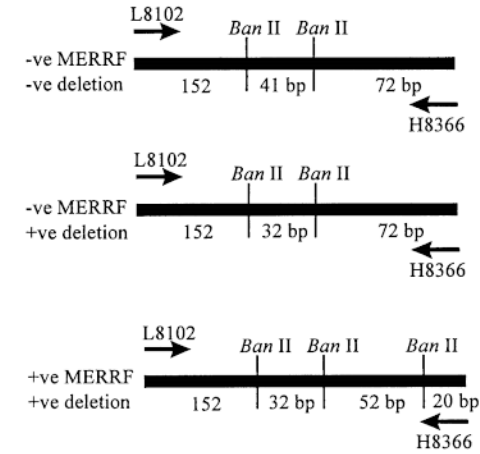 L8102
Ban II Ban II
-ve MERRF
-ve deletion
152 41 bp 72 bp
H8366
L8102
Ban II Ban II
-ve MERRF
+ve deletion
152 32 bp 72 bp
H8366
L8102
Ban II Ban II Ban II
+ve MERRF
+ve deletion
152 32 bp 52 bp 20 bp
H8366